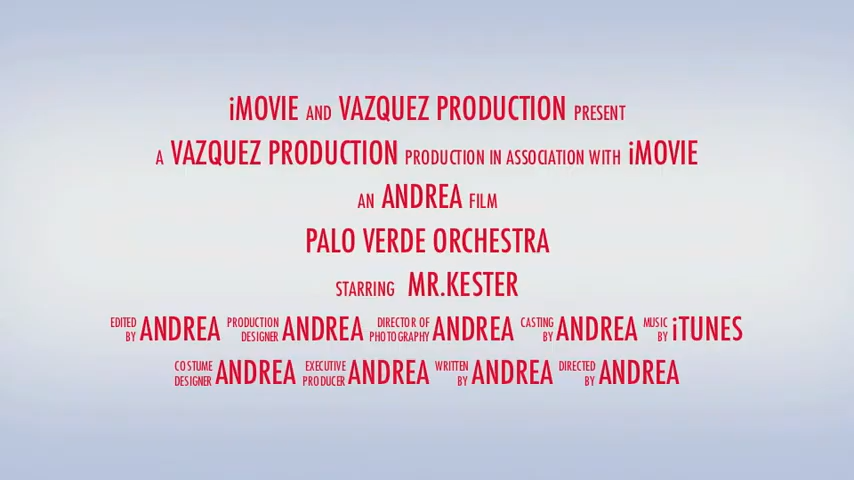 iMOVIE AND VAZQUEZ PRODUCTION PRESENT
A VAZQUEZ PRODUCTION PRODUCTION IN ASSOCIATION WITH iMOVIE
AN ANDREA FILM
PALO VERDE ORCHESTRA
STARRING MR.KESTER
EDITED BY ANDREA PRODUCTION DESIGNER ANDREA DIRECTOR OF PHOTOGRAPHY ANDREA CASTING BY ANDREA MUSIC BY iTUNES
COSTUME DESIGNER ANDREA EXECUTIVE PRODUCER ANDREA WRITTEN BY ANDREA DIRECTED BY ANDREA